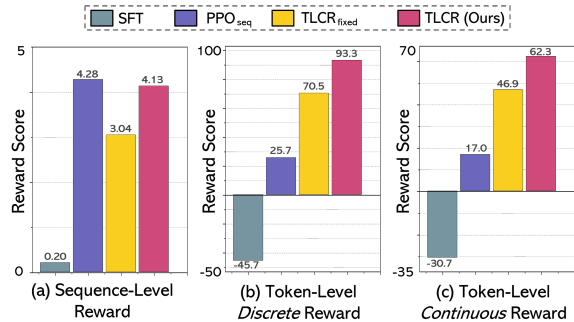 SFT PPO seq TLCR fixed TLCR (Ours)
5
0
Reward Score
0.20
4.28
3.04
4.13
(a) Sequence-Level
Reward
100
-50
Reward Score
-45.7
25.7
70.5
93.3
(b) Token-Level
Discrete Reward
70
-35
Reward Score
-30.7
17.0
46.9
62.3
(c) Token-Level
Continuous Reward